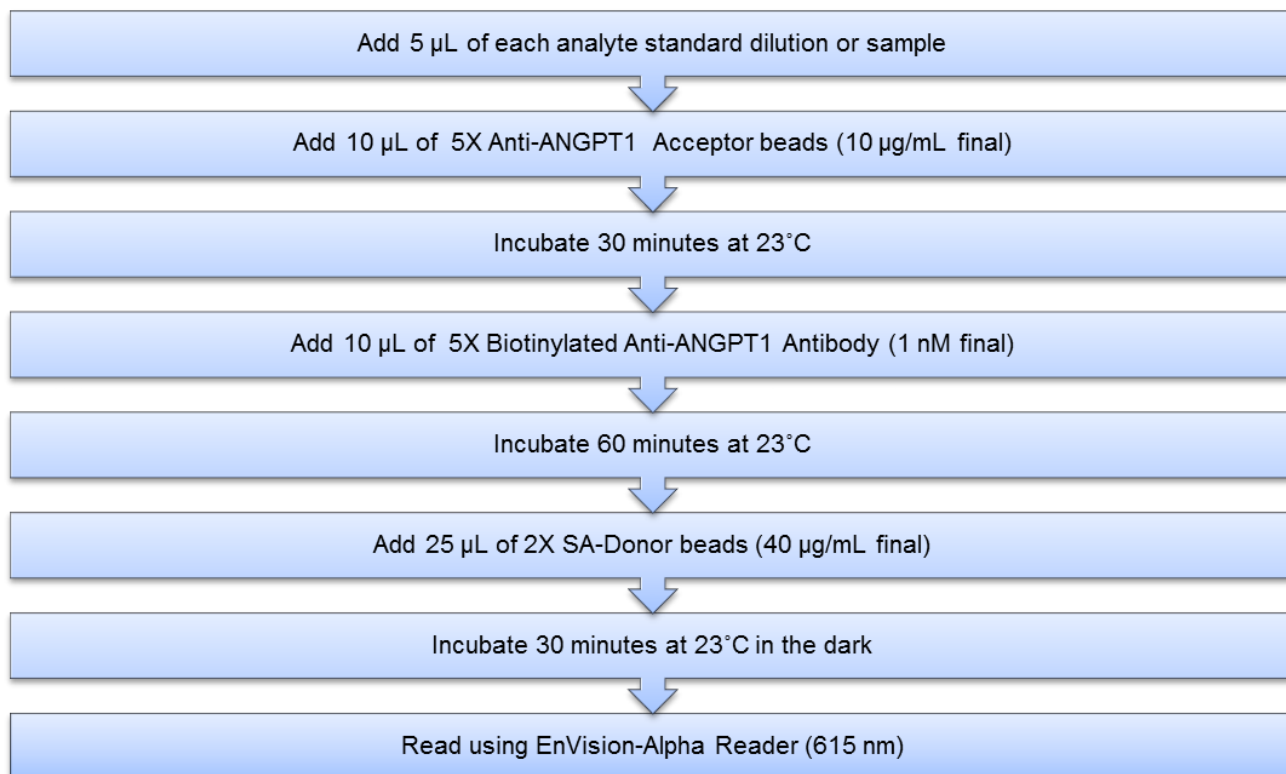 Add 5 µL of each analyte standard dilution or sample
Add 10 µL of 5X Anti-ANGPT1 Acceptor beads (10 µg/mL final)
Incubate 30 minutes at 23˚C
Add 10 µL of 5X Biotinylated Anti-ANGPT1 Antibody (1 nM final)
Incubate 60 minutes at 23˚C
Add 25 µL of 2X SA-Donor beads (40 µg/mL final)
Incubate 30 minutes at 23˚C in the dark
Read using EnVision-Alpha Reader (615 nm)